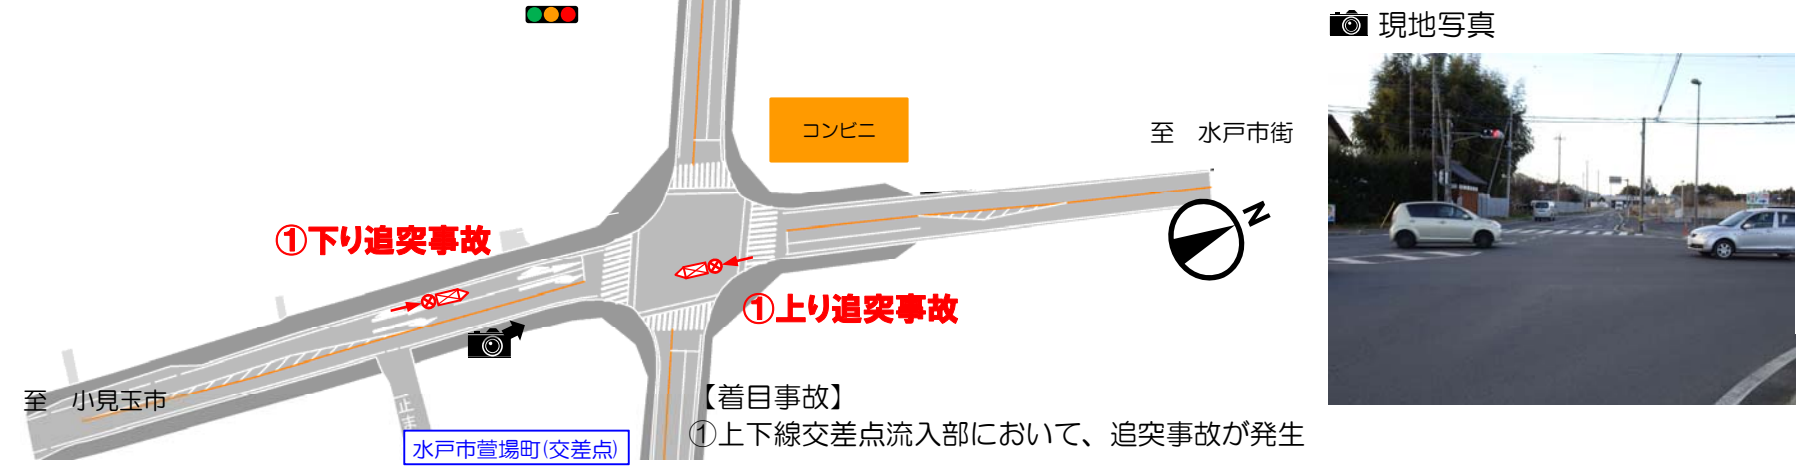 現地写真
コンビニ
至 水戸市街
N
①下り追突事故
①上り追突事故
至 小見玉市
【着目事故】
①上下線交差点流入部において、追突事故が発生
水戸市萱場町(交差点)